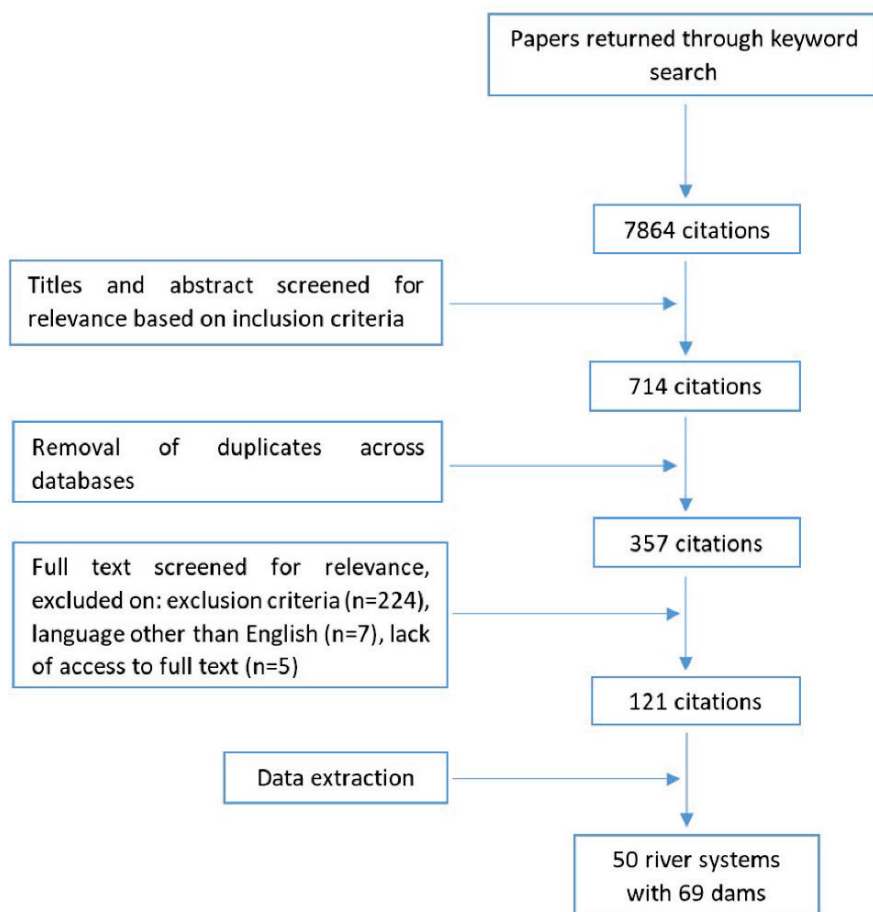 Papers returned through keyword
search
7864 citations
Titles and abstract screened for
relevance based on inclusion criteria
714 citations
Removal of duplicates across
databases
357 citations
Full text screened for relevance,
excluded on: exclusion criteria (n=224),
language other than English (n=7), lack
of access to full text (n=5)
121 citations
Data extraction
50 river systems
with 69 dams